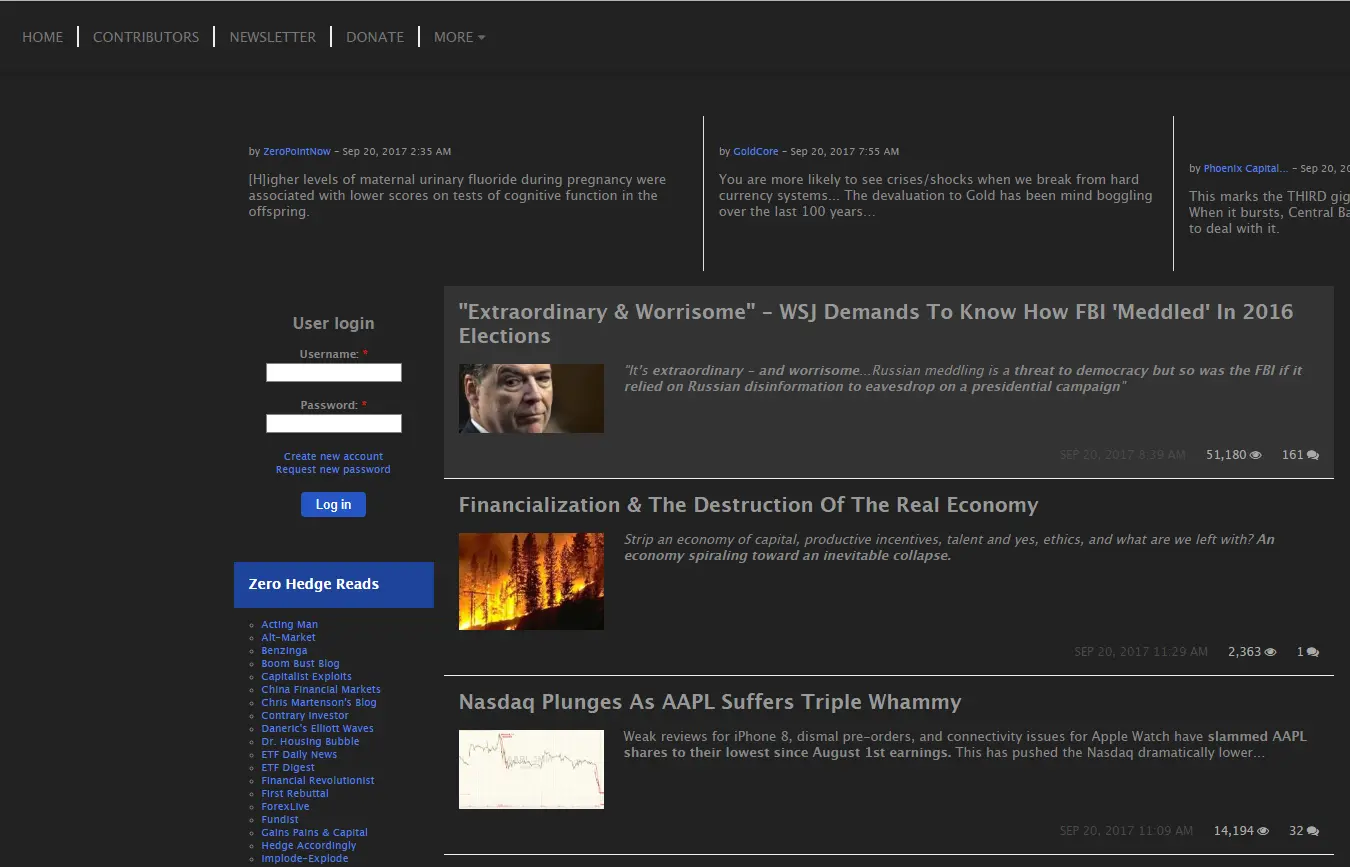 HOME
CONTRIBUTORS
NEWSLETTER
DONATE
MORE
by ZeroPointNow - Sep 20, 2017 2:35 AM
[H]igher levels of maternal urinary fluoride during pregnancy were
associated with lower scores on tests of cognitive function in the
offspring.
by GoldCore - Sep 20, 2017 7:55 AM
You are more likely to see crises/shocks when we break from hard
currency systems... The devaluation to Gold has been mind boggling
over the last 100 years...
by Phoenix Capital... - Sep 20, 20
This marks the THIRD gig
When it bursts, Central Ba
to deal with it.
User login
Username: *
Password: *
Create new account
Request new password
Log in
Zero Hedge Reads
Acting Man
Alt-Market
Benzinga
Boom Bust Blog
Capitalist Exploits
China Financial Markets
Chris Martenson's Blog
Contrary Investor
Daneric's Elliott Waves
Dr. Housing Bubble
ETF Daily News
ETF Digest
Financial Revolutionist
First Rebuttal
ForexLive
Fundist
Gains Pains & Capital
Hedge Accordingly
Implode-Explode
"Extraordinary & Worrisome" - WSJ Demands To Know How FBI 'Meddled' In 2016
Elections
"It's extraordinary - and worrisome...Russian meddling is a threat to democracy but so was the FBI if it
relied on Russian disinformation to eavesdrop on a presidential campaign"
SEP 20, 2017 8:39 AM 51,180 161
Financialization & The Destruction Of The Real Economy
Strip an economy of capital, productive incentives, talent and yes, ethics, and what are we left with? An
economy spiraling toward an inevitable collapse.
SEP 20, 2017 11:29 AM 2,363 1
Nasdaq Plunges As AAPL Suffers Triple Whammy
Weak reviews for iPhone 8, dismal pre-orders, and connectivity issues for Apple Watch have slammed AAPL
shares to their lowest since August 1st earnings. This has pushed the Nasdaq dramatically lower...
SEP 20, 2017 11:09 AM 14,194 32